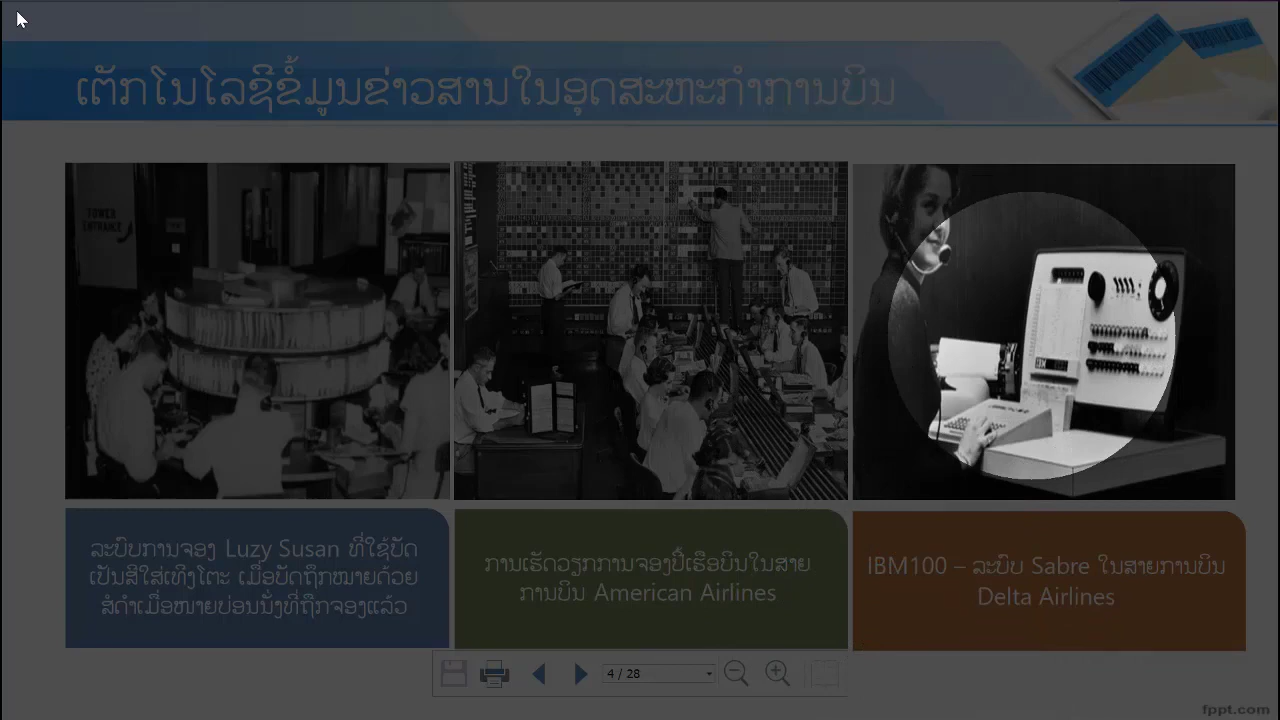 ເຕັກໂນໂລຊີຂໍ້ມູນຂ່າວສານໃນອຸດສະຫະກຳການບິນ
TOWER
ENTRANCE
ລະບົບການຈອງ Luzy Susan ທີ່ໃຊ້ບັດ
ເປັນສີໃສ່ເທິງໂຕະ ເມື່ອບັດຖຶກໝາຍດ້ວຍ
ສໍດຳເມື່ອໜາຍບ່ອນນັ່ງທີ່ຖືກຈອງແລ້ວ
ການເຮັດວຽກການຈອງປີ້ເຮືອບິນໃນສາຍ
ການບິນ American Airlines
IBM100 – ລະບົບ Sabre ໃນສາຍການບິນ
Delta Airlines
4 / 28
fppt.com